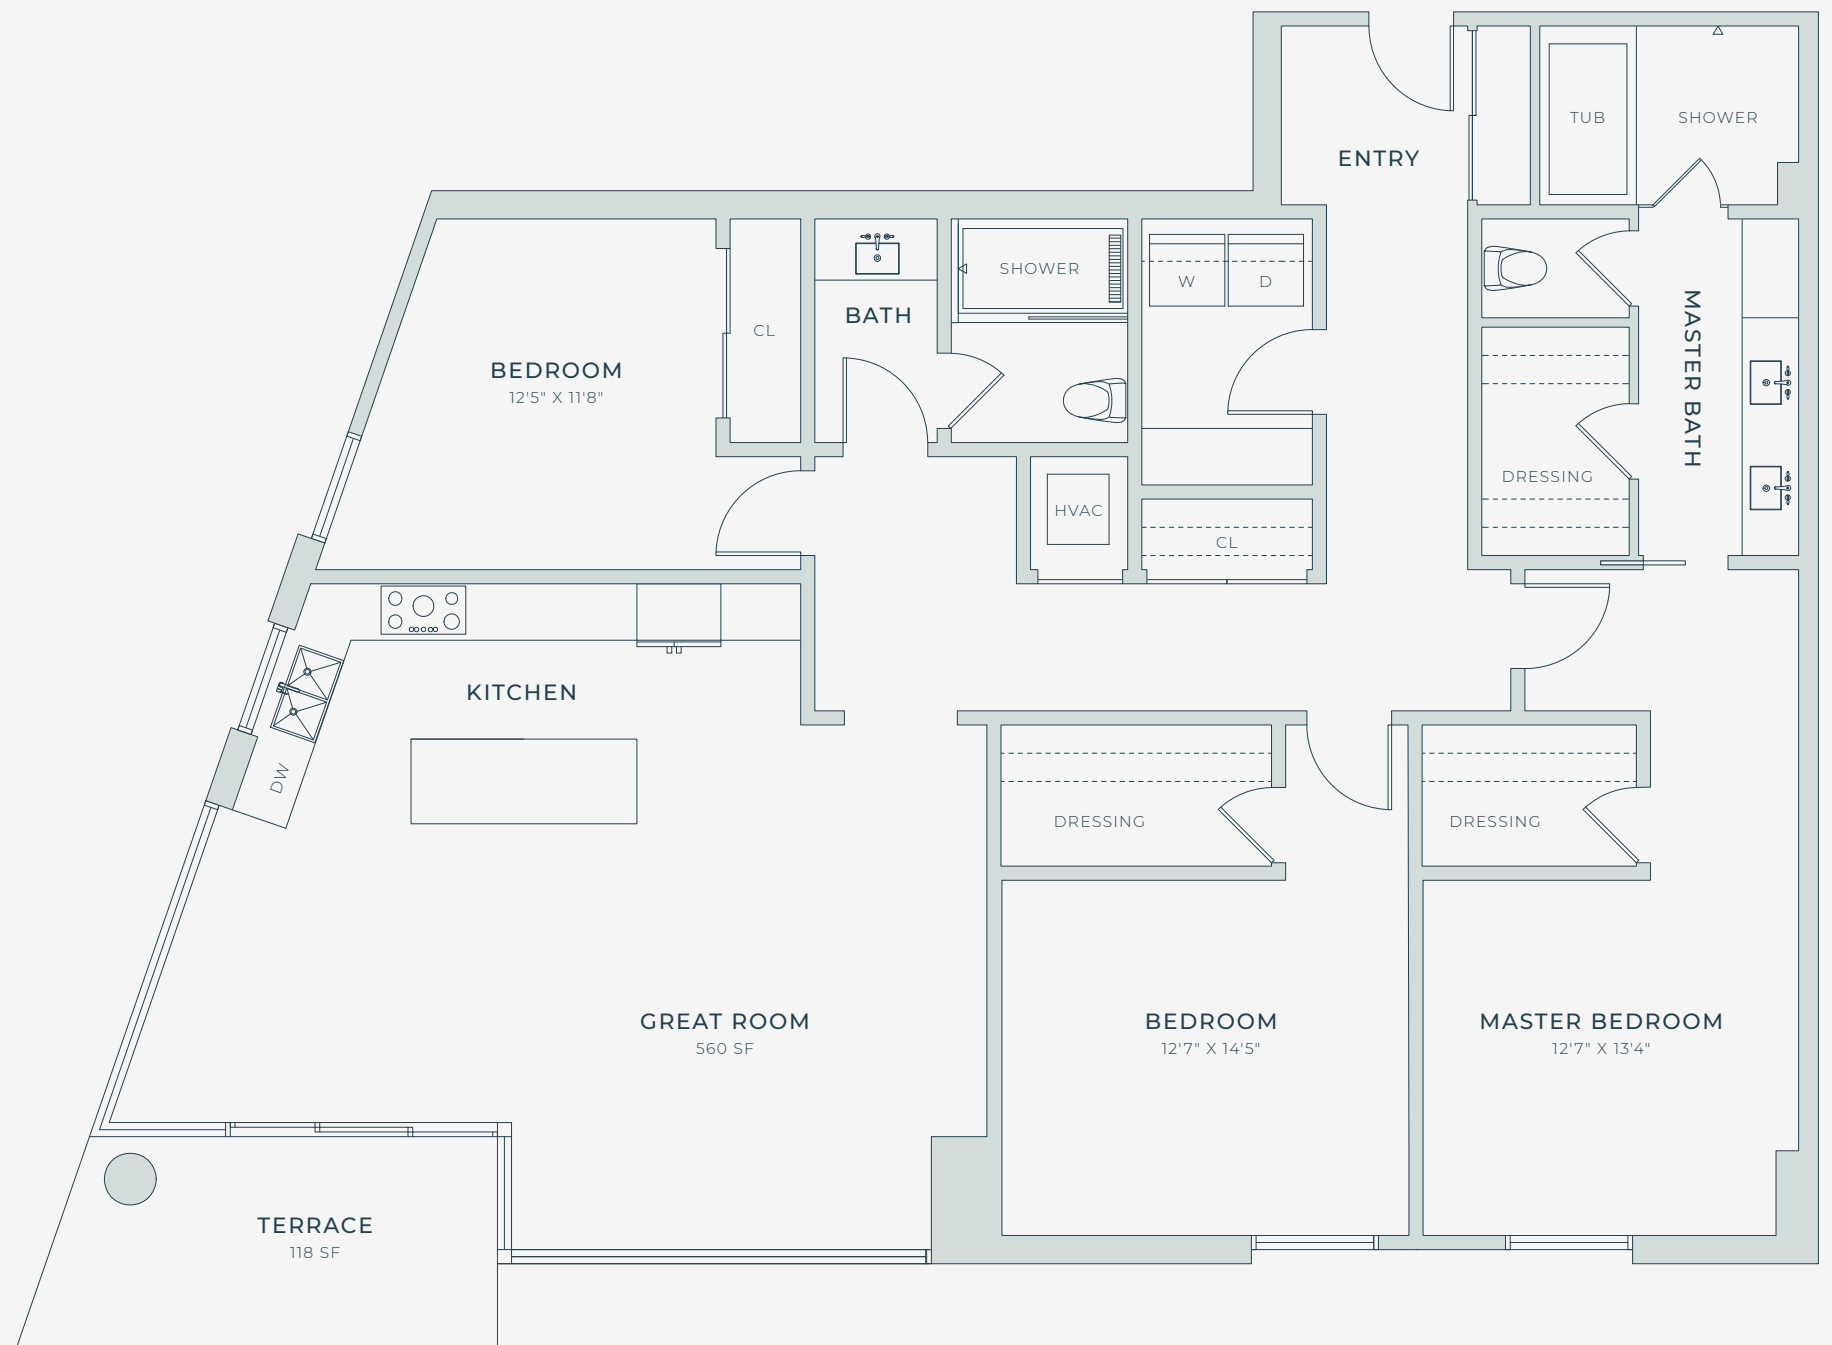 TUB
SHOWER
ENTRY
SHOWER
W
D
BATH
CL
BEDROOM
12'5" X 11'8"
MASTER BATH
DRESSING
HVAC
CL
KITCHEN
DW
DRESSING
DRESSING
GREAT ROOM
560 SF
BEDROOM
12'7" X 14'5"
MASTER BEDROOM
12'7" X 13'4"
TERRACE
118 SF